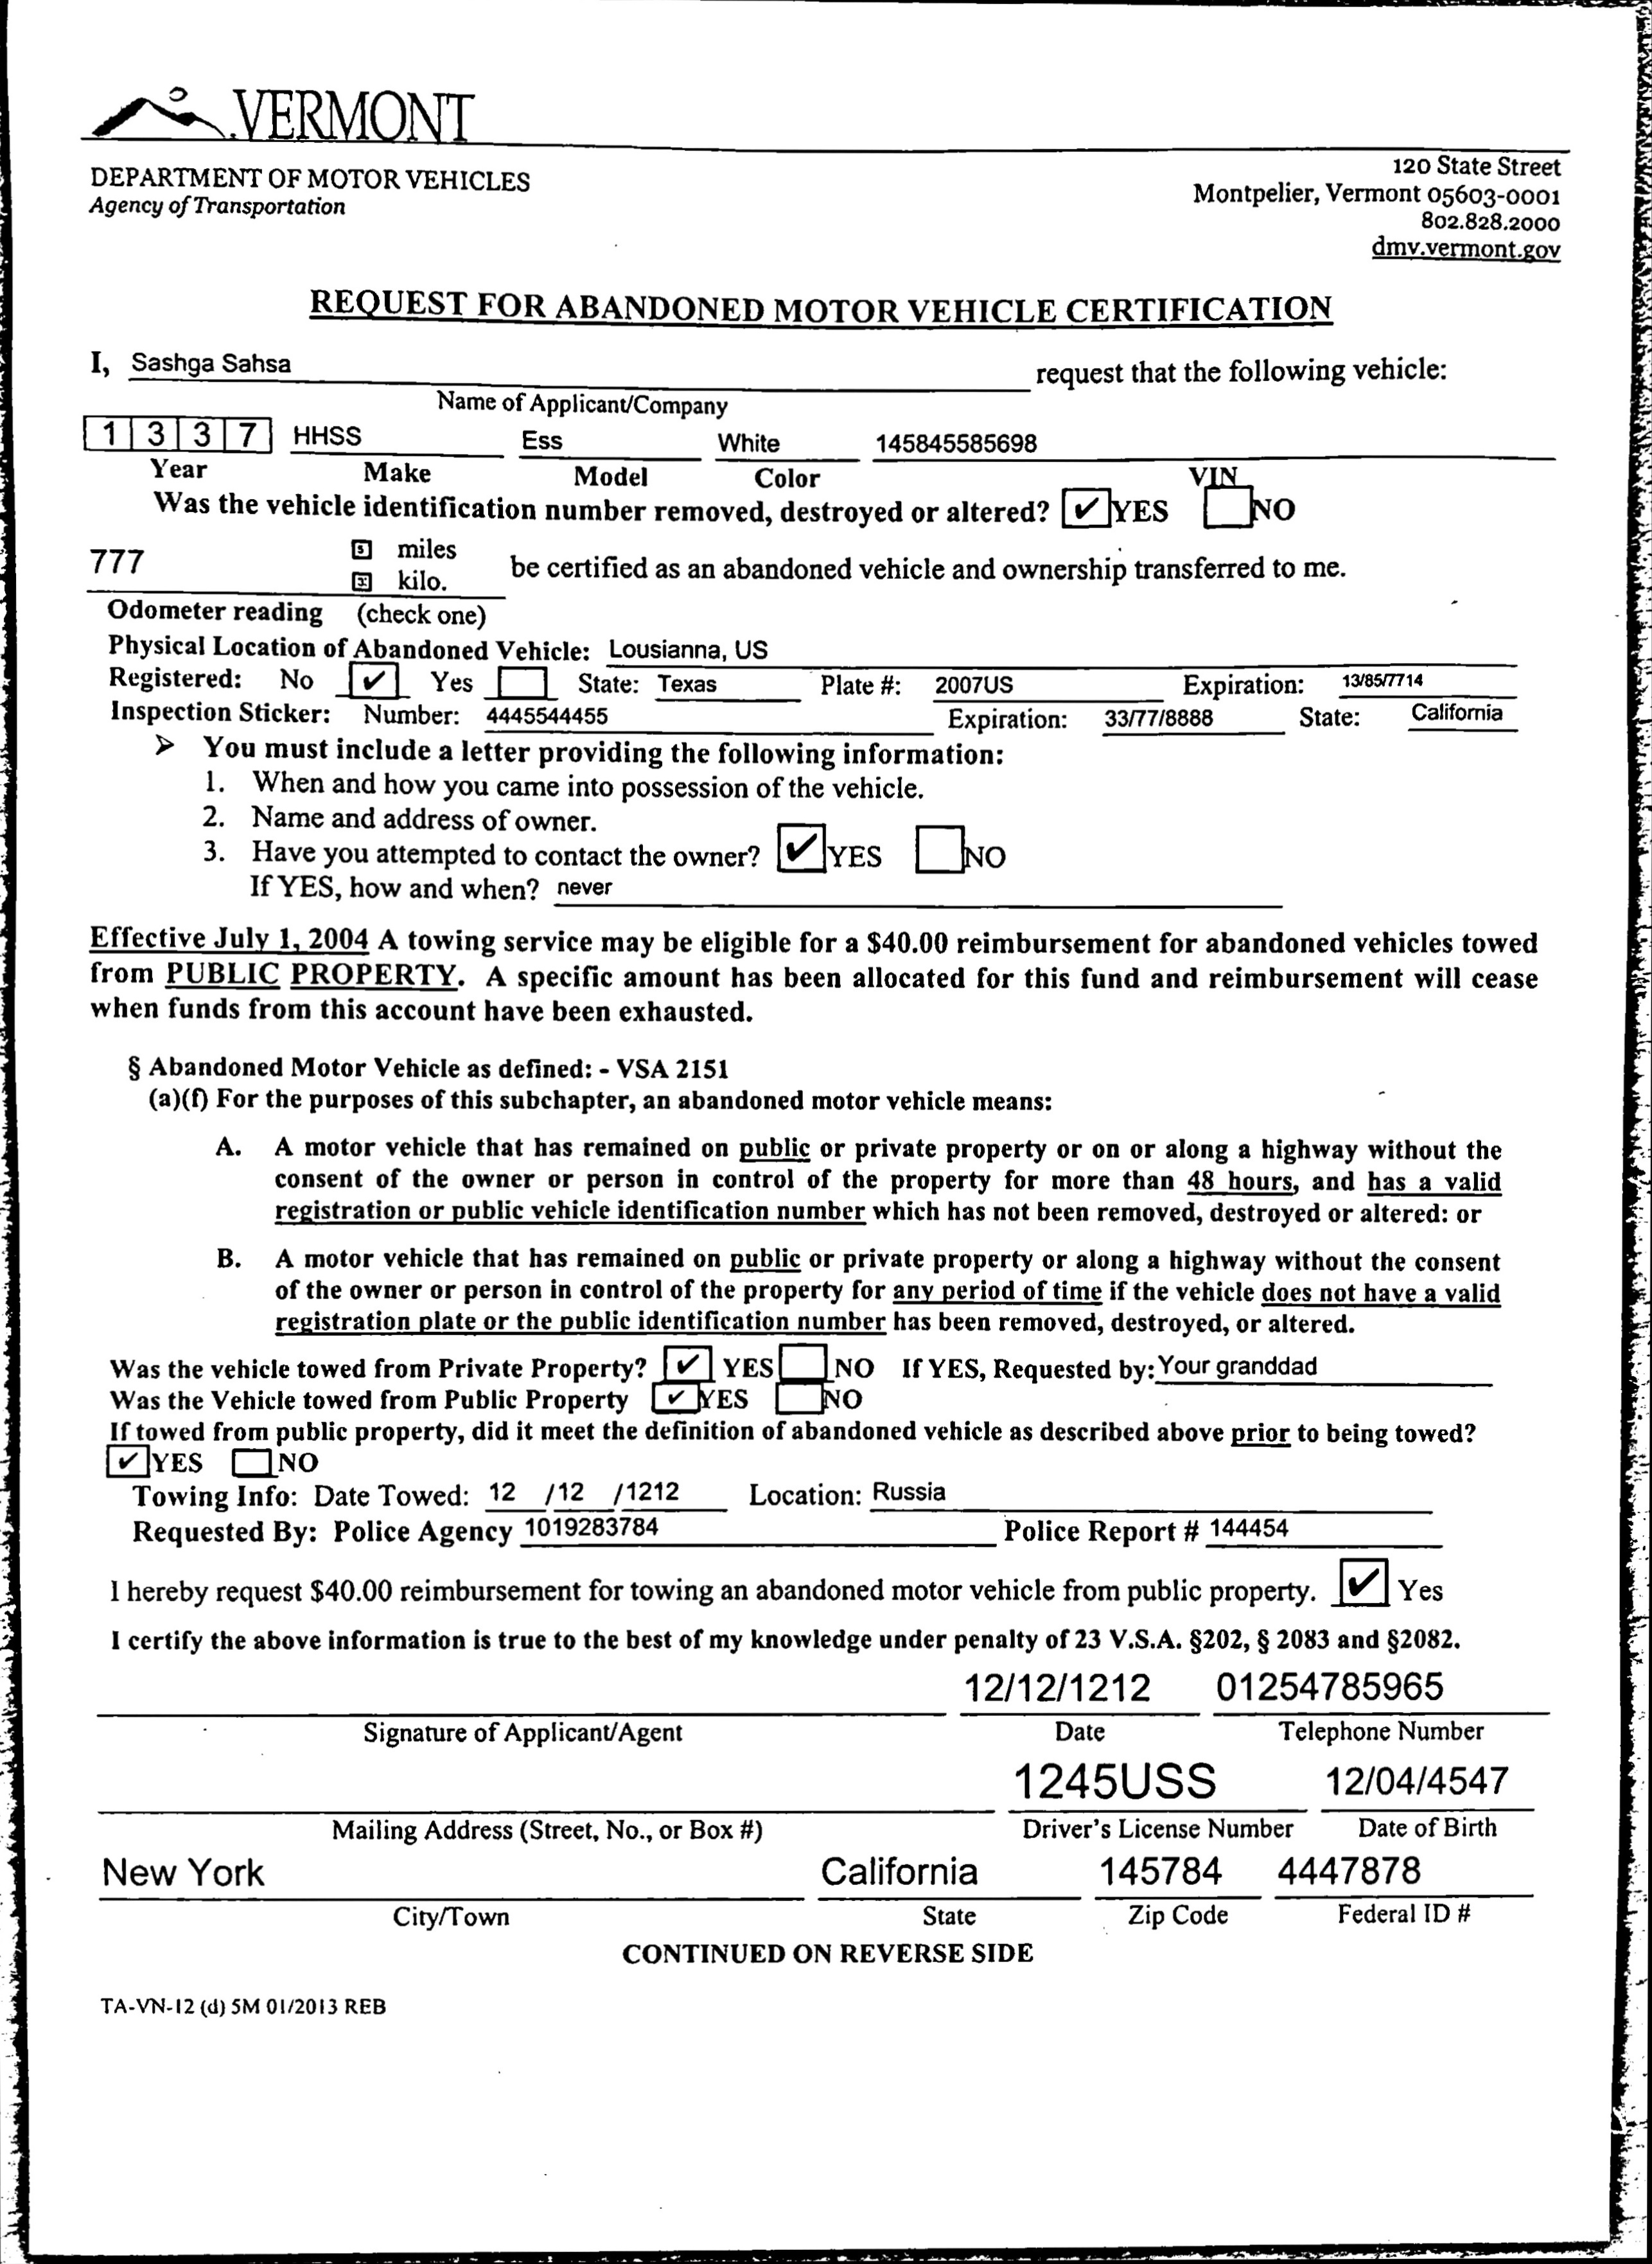 VERMONT
DEPARTMENT OF MOTOR VEHICLES
Agency of Transportation
120 State Street
Montpelier, Vermont 05603-0001
802.828.2000
dmv.vermont.gov
REQUEST FOR ABANDONED MOTOR VEHICLE CERTIFICATION
I, Sashga Sahsa request that the following vehicle:
Name of Applicant/Company
1 3 3 7 HHSS Ess White 145845585698
Year Make Model Color VIN
Was the vehicle identification number removed, destroyed or altered? ✔ YES NO
777 miles
kilo. be certified as an abandoned vehicle and ownership transferred to me.
Odometer reading (check one)
Physical Location of Abandoned Vehicle: Lousianna, US
Registered: No ✔ Yes State: Texas Plate #: 2007US Expiration: 13/85/7714
Inspection Sticker: Number: 4445544455 Expiration: 33/77/8888 State: California
➢ You must include a letter providing the following information:
1. When and how you came into possession of the vehicle.
2. Name and address of owner.
3. Have you attempted to contact the owner? ✔ YES NO
If YES, how and when? never
Effective July 1, 2004 A towing service may be eligible for a $40.00 reimbursement for abandoned vehicles towed
from PUBLIC PROPERTY. A specific amount has been allocated for this fund and reimbursement will cease
when funds from this account have been exhausted.
§ Abandoned Motor Vehicle as defined: - VSA 2151
(a)(f) For the purposes of this subchapter, an abandoned motor vehicle means:
A. A motor vehicle that has remained on public or private property or on or along a highway without the
consent of the owner or person in control of the property for more than 48 hours, and has a valid
registration or public vehicle identification number which has not been removed, destroyed or altered: or
B. A motor vehicle that has remained on public or private property or along a highway without the consent
of the owner or person in control of the property for any period of time if the vehicle does not have a valid
registration plate or the public identification number has been removed, destroyed, or altered.
Was the vehicle towed from Private Property? ✔ YES NO If YES, Requested by: Your granddad
Was the Vehicle towed from Public Property ✔ YES NO
If towed from public property, did it meet the definition of abandoned vehicle as described above prior to being towed?
✔ YES NO
Towing Info: Date Towed: 12 /12 /1212 Location: Russia
Requested By: Police Agency 1019283784 Police Report # 144454
I hereby request $40.00 reimbursement for towing an abandoned motor vehicle from public property. ✔ Yes
I certify the above information is true to the best of my knowledge under penalty of 23 V.S.A. §202, § 2083 and §2082.
12/12/1212 01254785965
Signature of Applicant/Agent Date Telephone Number
1245USS 12/04/4547
Mailing Address (Street, No., or Box #) Driver's License Number Date of Birth
New York California 145784 4447878
City/Town State Zip Code Federal ID #
CONTINUED ON REVERSE SIDE
TA-VN-12 (d) 5M 01/2013 REB